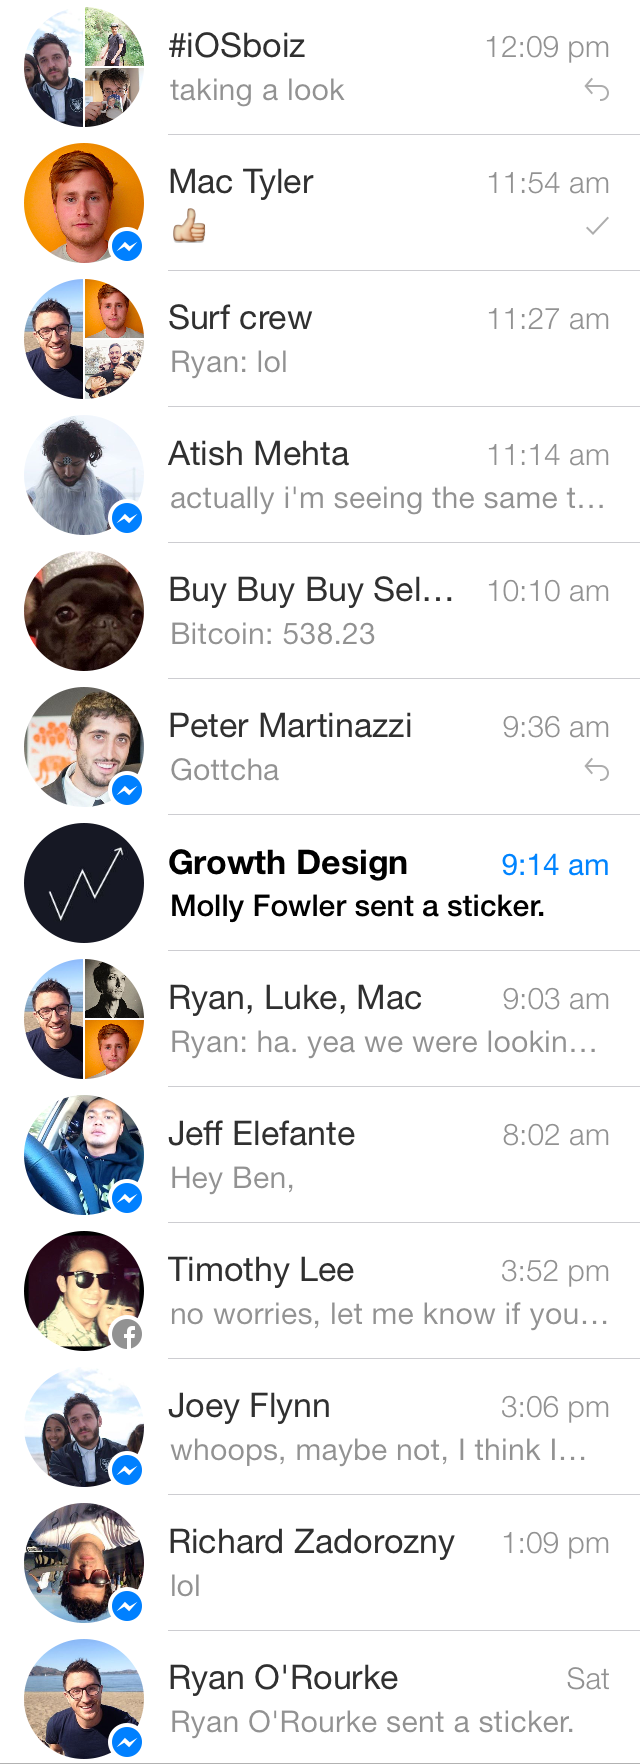 #iOSboiz 12:09 pm
taking a look
Mac Tyler 11:54 am
👍
Surf crew 11:27 am
Ryan: lol
Atish Mehta 11:14 am
actually i'm seeing the same t...
Buy Buy Buy Sel... 10:10 am
Bitcoin: 538.23
Peter Martinazzi 9:36 am
Gottcha
Growth Design 9:14 am
Molly Fowler sent a sticker.
Ryan, Luke, Mac 9:03 am
Ryan: ha. yea we were lookin...
Jeff Elefante 8:02 am
Hey Ben,
Timothy Lee 3:52 pm
no worries, let me know if you...
Joey Flynn 3:06 pm
whoops, maybe not, I think I...
Richard Zadorozny 1:09 pm
lol
Ryan O'Rourke Sat
Ryan O'Rourke sent a sticker.